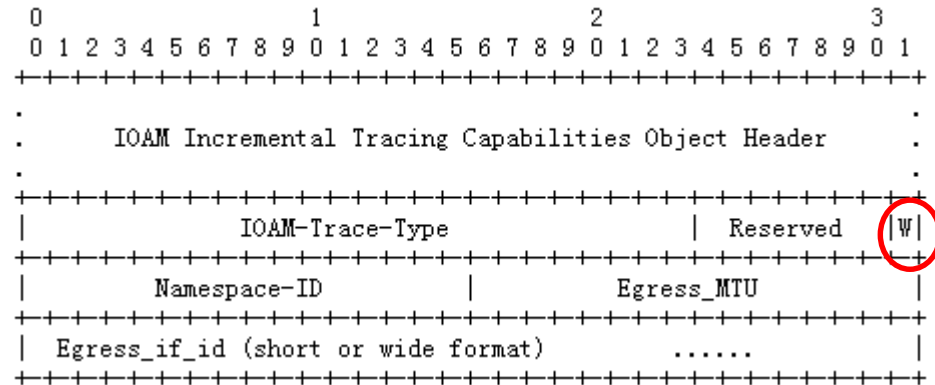 0 1 2 3
0 1 2 3 4 5 6 7 8 9 0 1 2 3 4 5 6 7 8 9 0 1 2 3 4 5 6 7 8 9 0 1
+-+-+-+-+-+-+-+-+-+-+-+-+-+-+-+-+-+-+-+-+-+-+-+-+-+-+-+-+-+-+-+-+
. .
. IOAM Incremental Tracing Capabilities Object Header .
. .
+-+-+-+-+-+-+-+-+-+-+-+-+-+-+-+-+-+-+-+-+-+-+-+-+-+-+-+-+-+-+-+-+
| IOAM-Trace-Type | Reserved |W|
+-+-+-+-+-+-+-+-+-+-+-+-+-+-+-+-+-+-+-+-+-+-+-+-+-+-+-+-+-+-+-+-+
| Namespace-ID | Egress_MTU |
+-+-+-+-+-+-+-+-+-+-+-+-+-+-+-+-+-+-+-+-+-+-+-+-+-+-+-+-+-+-+-+-+
| Egress_if_id (short or wide format) ...... |
+-+-+-+-+-+-+-+-+-+-+-+-+-+-+-+-+-+-+-+-+-+-+-+-+-+-+-+-+-+-+-+-+